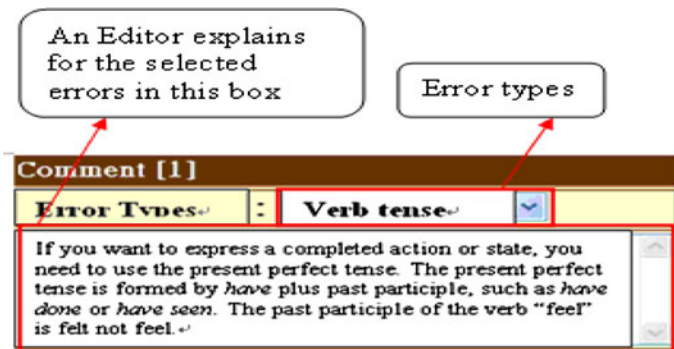 An Editor explains
for the selected
errors in this box
Error types
Comment [1]
Error Types :
Verb tense
If you want to express a completed action or state, you
need to use the present perfect tense. The present perfect
tense is formed by have plus past participle, such as have
done or have seen. The past participle of the verb “feel”
is felt not feel.